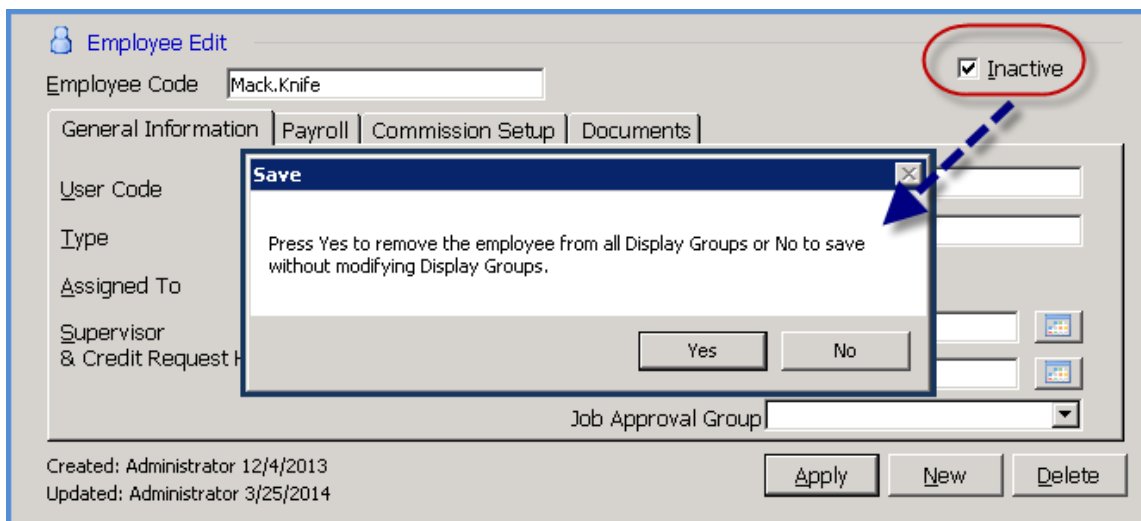 Employee Edit
Employee Code Mack.Knife
Inactive
General Information Payroll Commission Setup Documents
User Code
Type
Assigned To
Supervisor
& Credit Request
Save
Press Yes to remove the employee from all Display Groups or No to save
without modifying Display Groups.
Yes No
Job Approval Group
Created: Administrator 12/4/2013
Updated: Administrator 3/25/2014
Apply New Delete